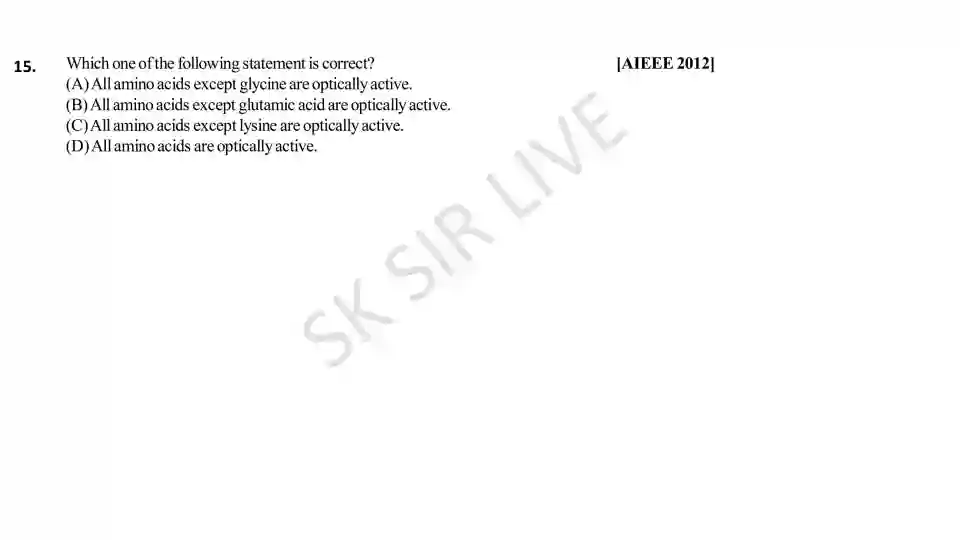 15. Which one of the following statement is correct? [AIEEE 2012]
(A) All amino acids except glycine are optically active.
(B) All amino acids except glutamic acid are optically active.
(C) All amino acids except lysine are optically active.
(D) All amino acids are optically active.
SK SIR LIVE